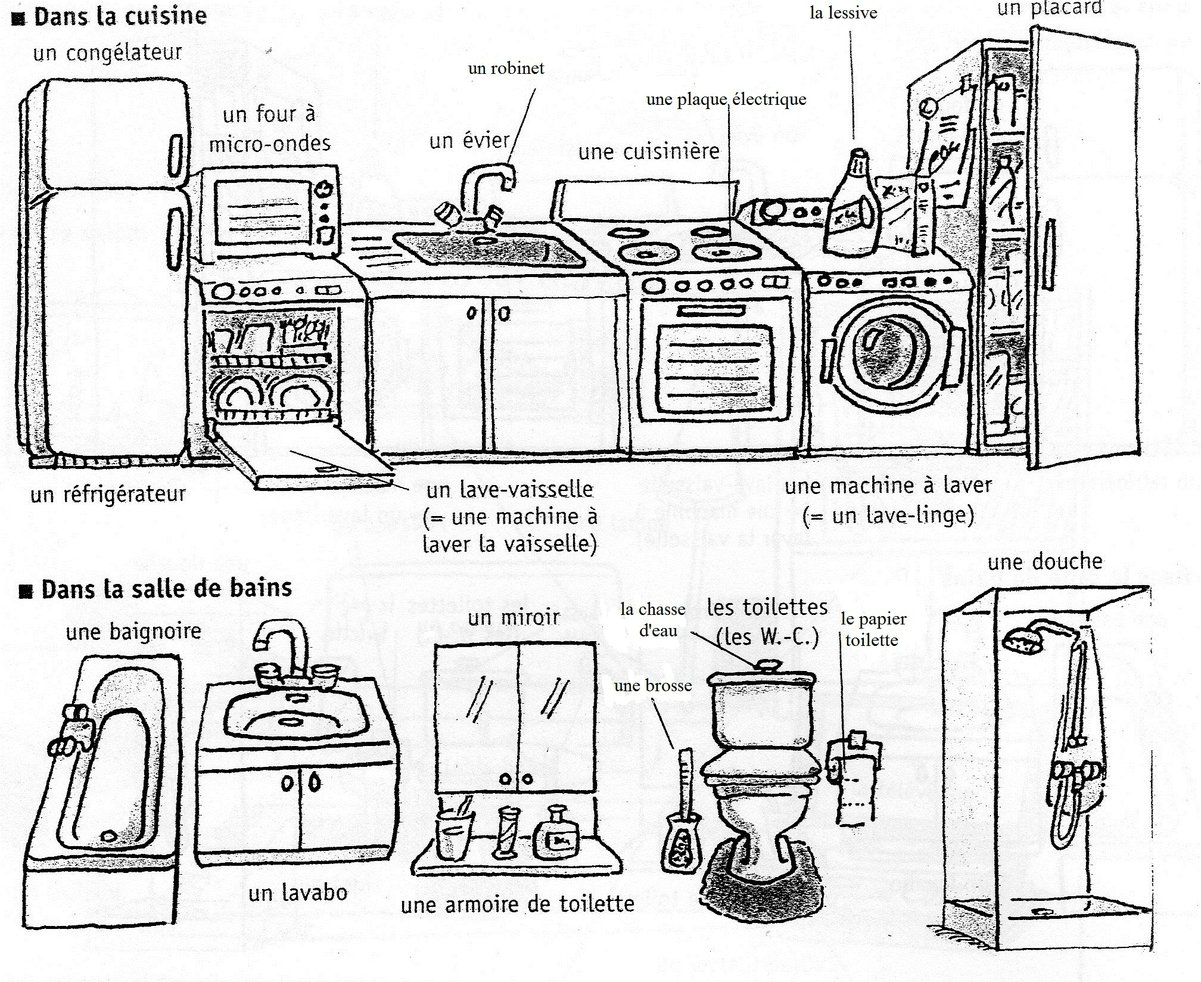 ■ Dans la cuisine
la lessive
un placard
un congélateur
un robinet
une plaque électrique
un four à
micro-ondes
un évier
une cuisinière
un réfrigérateur
un lave-vaisselle
(= une machine à
laver la vaisselle)
une machine à laver
(= un lave-linge)
■ Dans la salle de bains
une douche
une baignoire
un miroir
la chasse
d'eau
les toilettes
(les W.-C.)
le papier
toilette
une brosse
un lavabo
une armoire de toilette